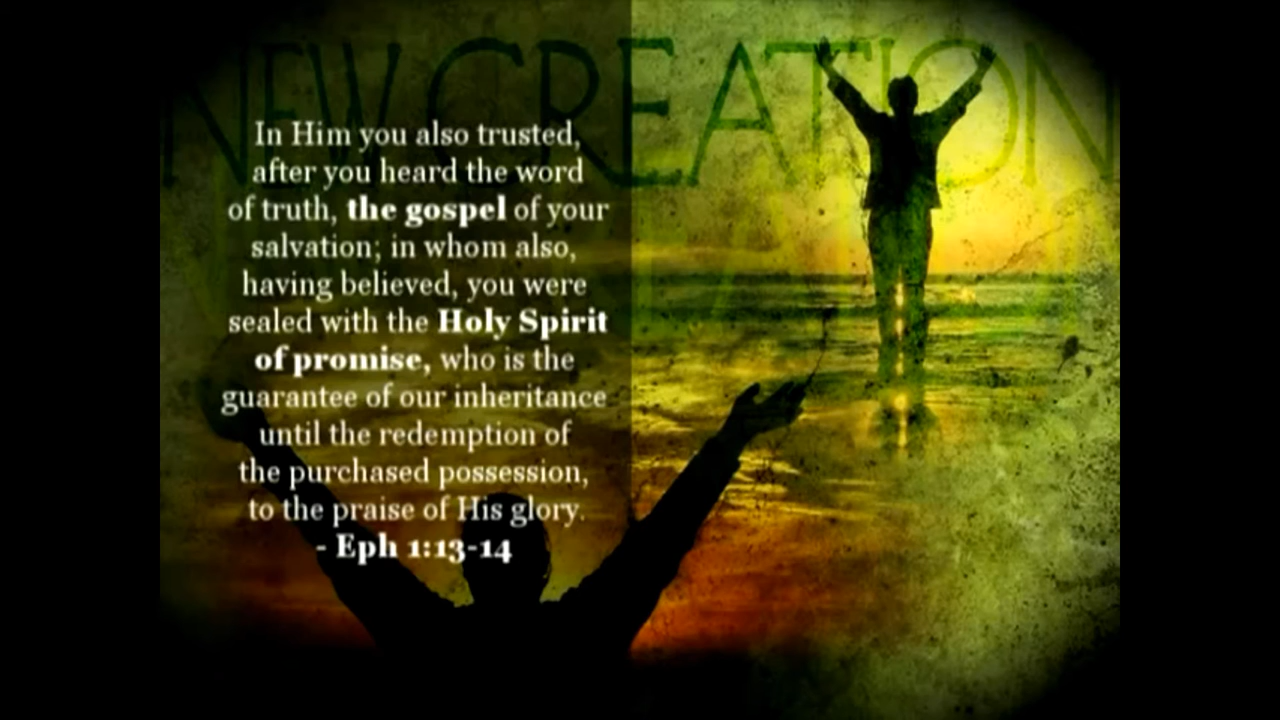 NEW CREATION
In Him you also trusted,
after you heard the word
of truth, the gospel of your
salvation; in whom also,
having believed, you were
sealed with the Holy Spirit
of promise, who is the
guarantee of our inheritance
until the redemption of
the purchased possession,
to the praise of His glory.
- Eph 1:13-14